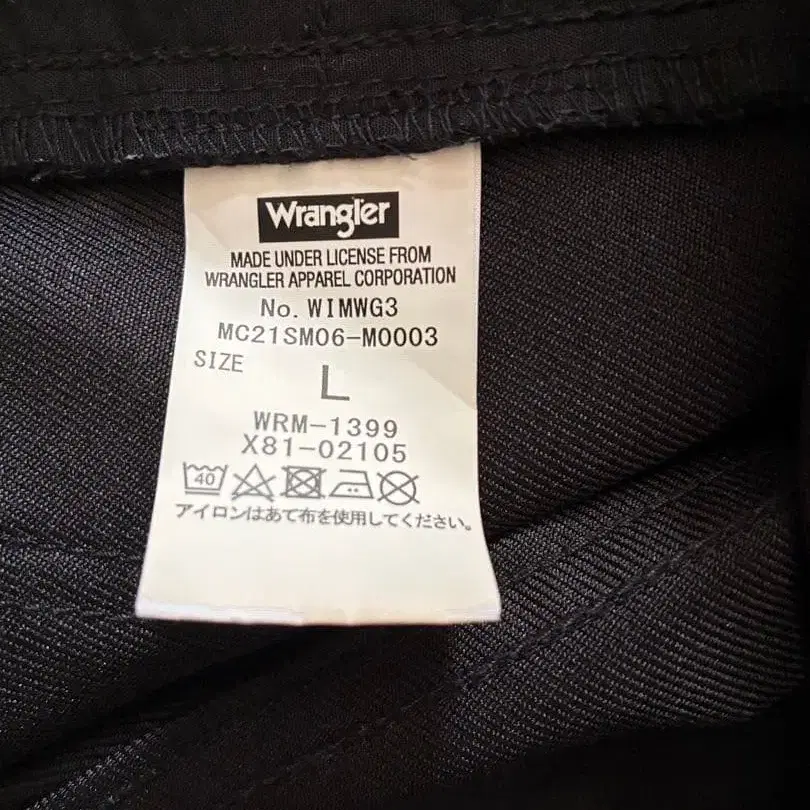 Wrangler
MADE UNDER LICENSE FROM
WRANGLER APPAREL CORPORATION
No. WIMWG3
MC21SM06-M0003
SIZE
L
WRM-1399
X81-02105
40
アイロンはあて布を使用してください。